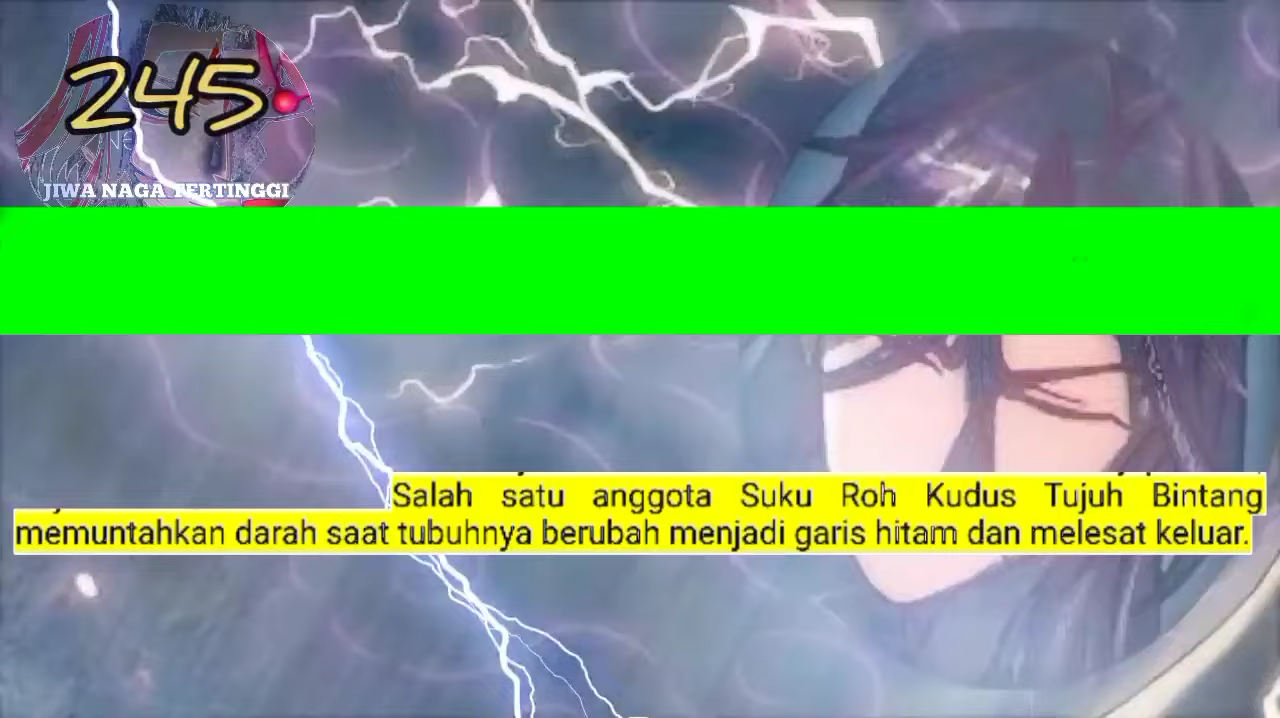 245
JIWA NAGA TERTINGGI
Salah satu anggota Suku Roh Kudus Tujuh Bintang
memuntahkan darah saat tubuhnya berubah menjadi garis hitam dan melesat keluar.